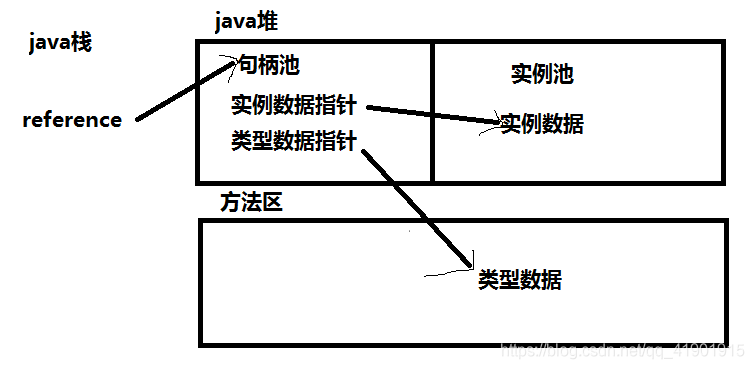 java堆
java栈
句柄池
实例池
reference
实例数据指针
实例数据
类型数据指针
方法区
类型数据
https://blog.csdn.net/qq_41901915